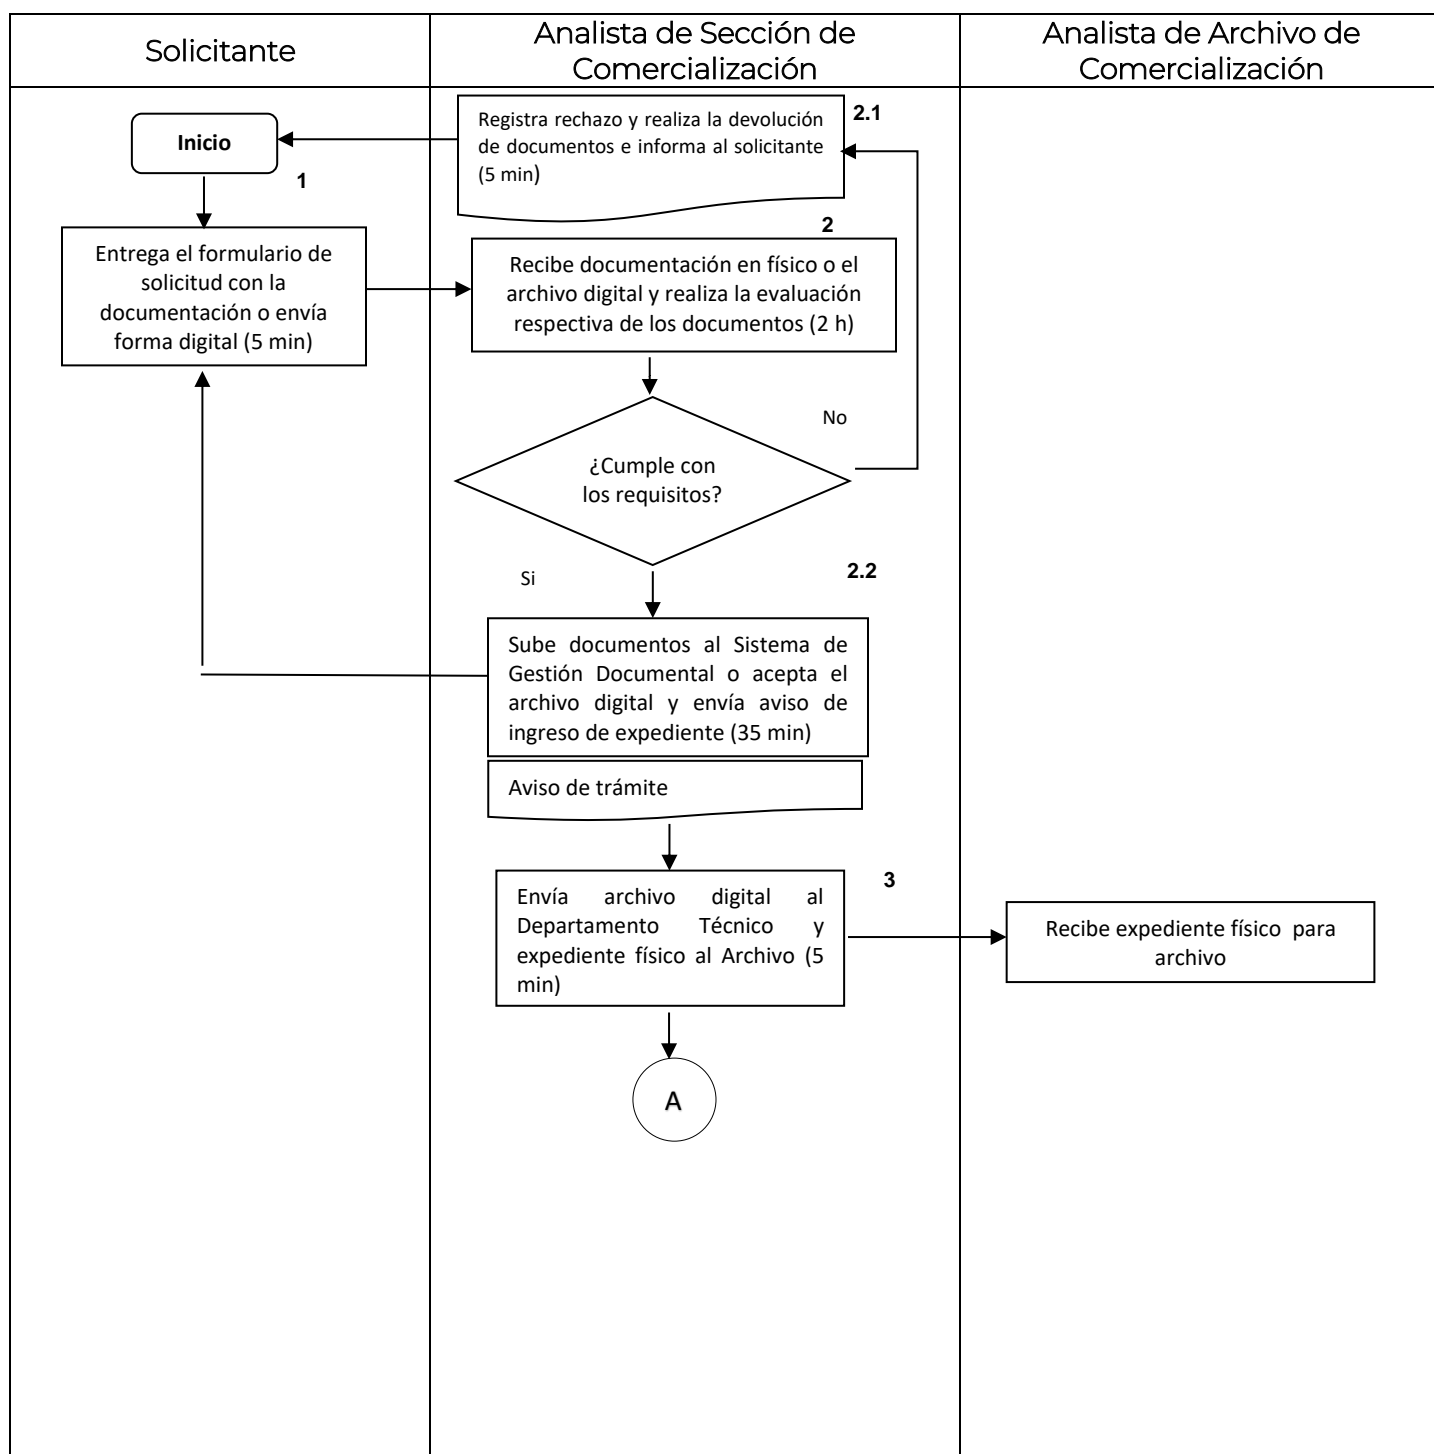 Solicitante
Analista de Sección de
Comercialización
Analista de Archivo de
Comercialización
Registra rechazo y realiza la devolución
de documentos e informa al solicitante
(5 min)
2.1
Inicio
1
2
Entrega el formulario de
solicitud con la
documentación o envía
forma digital (5 min)
Recibe documentación en físico o el
archivo digital y realiza la evaluación
respectiva de los documentos (2 h)
No
¿Cumple con
los requisitos?
Si
2.2
Sube documentos al Sistema de
Gestión Documental o acepta el
archivo digital y envía aviso de
ingreso de expediente (35 min)
Aviso de trámite
3
Envía archivo digital al
Departamento Técnico y
expediente físico al Archivo (5
min)
Recibe expediente físico para
archivo
A